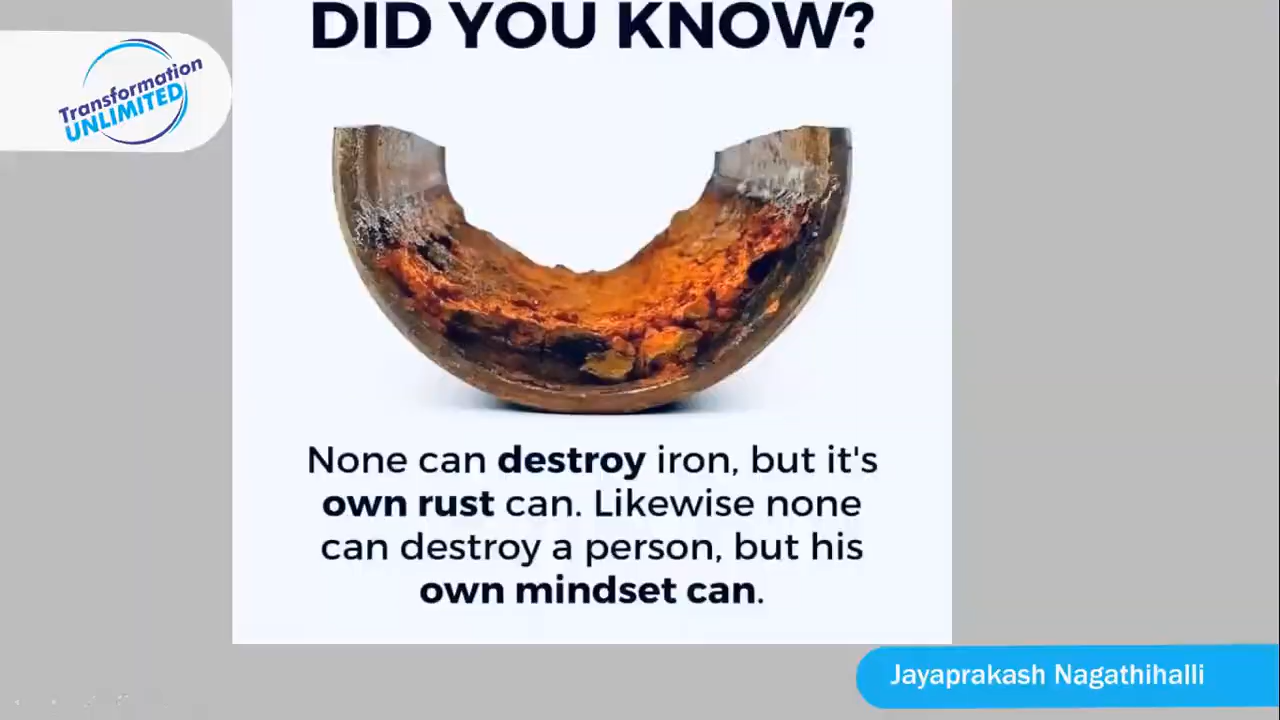 DID YOU KNOW?
Transformation
UNLIMITED
None can destroy iron, but it's
own rust can. Likewise none
can destroy a person, but his
own mindset can.
Jayaprakash Nagathihalli